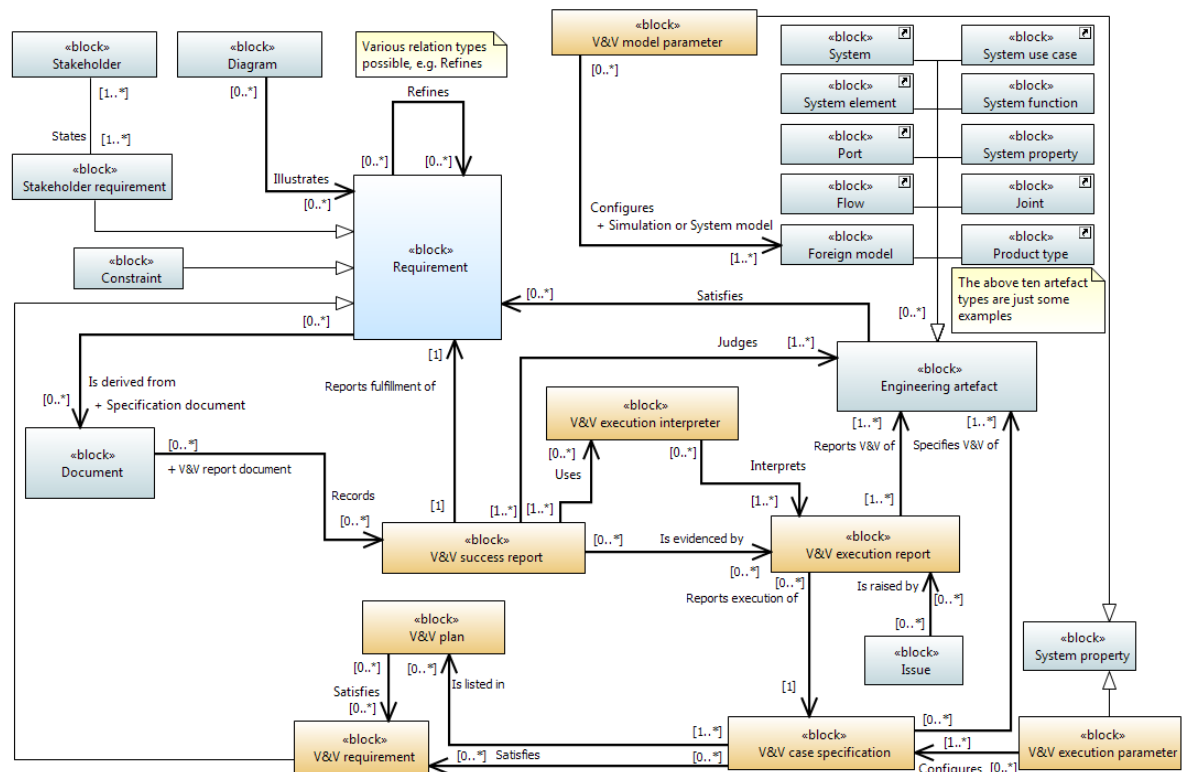 «block»
Stakeholder
[1..*]
States
[1..*]
«block»
Stakeholder requirement
«block»
Diagram
[0..*]
Illustrates
[0..*]
Various relation types
possible, e.g. Refines
Refines
[0..*]
[0..*]
«block»
Requirement
«block»
Constraint
«block»
V&V model parameter
[0..*]
Configures
+ Simulation or System model
[1..*]
«block»
System
«block»
System use case
«block»
System element
«block»
System function
«block»
Port
«block»
System property
«block»
Flow
«block»
Joint
«block»
Foreign model
«block»
Product type
The above ten artefact
types are just some
examples
[0..*]
[0..*]
Satisfies
[0..*]
Is derived from
+ Specification document
[0..*]
«block»
Document
[0..*]
+ V&V report document
Records
[0..*]
[1]
Reports fulfillment of
[1]
Judges
[1..*]
[1..*]
«block»
Engineering artefact
«block»
V&V execution interpreter
[0..*]
Uses
[1..*]
[0..*]
Interprets
[1..*]
[1..*]
Reports V&V of
[1..*]
[1..*]
Specifies V&V of
«block»
V&V success report
[0..*]
Is evidenced by
[0..*]
«block»
V&V execution report
[0..*]
Reports execution of
[1]
Is raised by
[0..*]
[0..*]
«block»
Issue
«block»
V&V plan
[0..*]
Satisfies
[0..*]
[0..*]
Is listed in
[1..*]
«block»
System property
«block»
V&V requirement
[0..*]
Satisfies
[0..*]
«block»
V&V case specification
[0..*]
[1..*]
Configures
[0..*]
«block»
V&V execution parameter